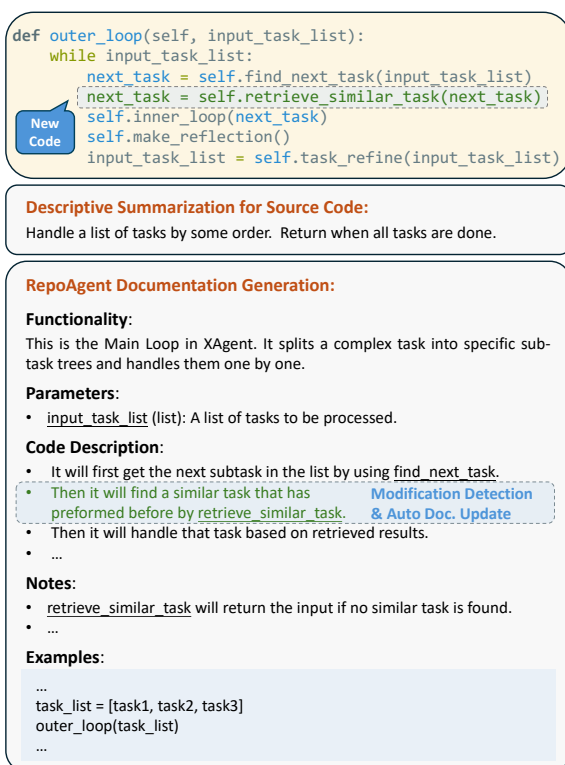 def outer_loop(self, input_task_list):
while input_task_list:
next_task = self.find_next_task(input_task_list)
next_task = self.retrieve_similar_task(next_task)
self.inner_loop(next_task)
self.make_reflection()
input_task_list = self.task_refine(input_task_list)
New
Code
Descriptive Summarization for Source Code:
Handle a list of tasks by some order. Return when all tasks are done.
RepoAgent Documentation Generation:
Functionality:
This is the Main Loop in XAgent. It splits a complex task into specific sub-
task trees and handles them one by one.
Parameters:
• input_task_list (list): A list of tasks to be processed.
Code Description:
• It will first get the next subtask in the list by using find_next_task.
• Then it will find a similar task that has
preformed before by retrieve_similar_task.
Modification Detection
& Auto Doc. Update
• Then it will handle that task based on retrieved results.
• ...
Notes:
• retrieve_similar_task will return the input if no similar task is found.
• ...
Examples:
...
task_list = [task1, task2, task3]
outer_loop(task_list)
...